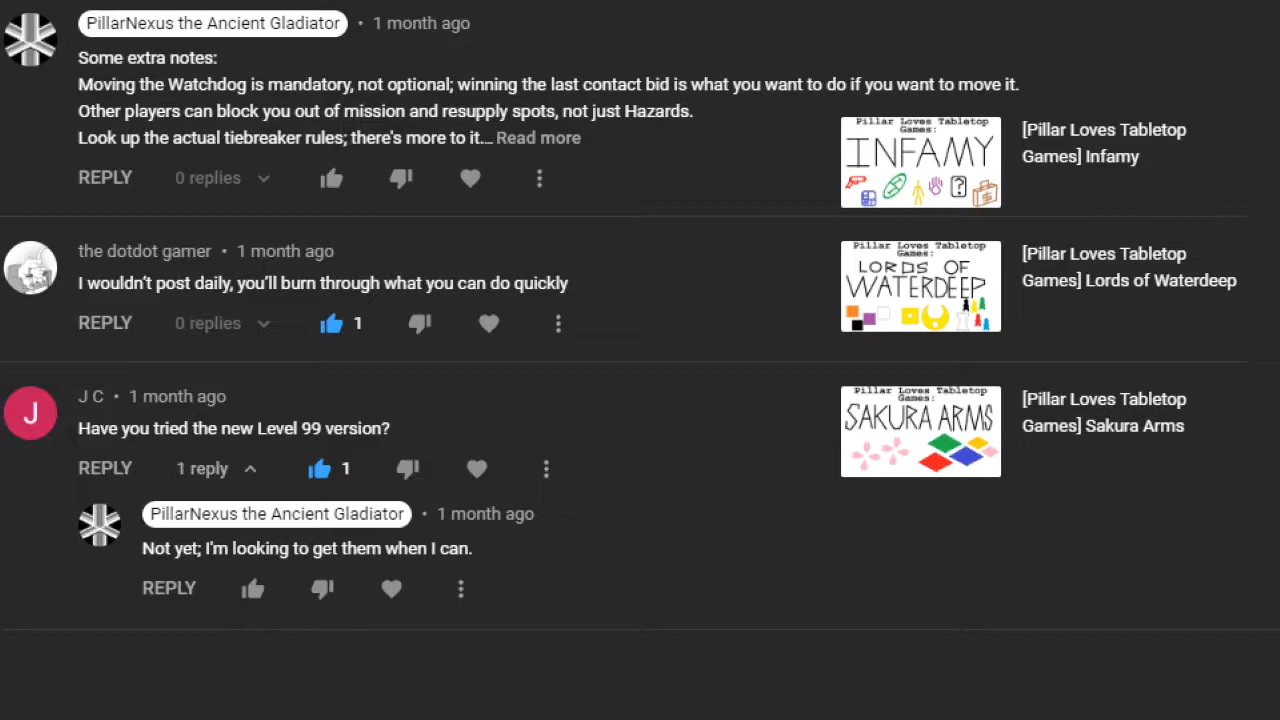 PillarNexus the Ancient Gladiator • 1 month ago
Some extra notes:
Moving the Watchdog is mandatory, not optional; winning the last contact bid is what you want to do if you want to move it.
Other players can block you out of mission and resupply spots, not just Hazards.
Look up the actual tiebreaker rules; there's more to it... Read more
REPLY 0 replies
Pillar Loves Tabletop
Games:
INFAMY
?
$
[Pillar Loves Tabletop
Games] Infamy
the dotdot gamer • 1 month ago
I wouldn't post daily, you'll burn through what you can do quickly
REPLY 0 replies 1
Pillar Loves Tabletop
Games:
LORDS OF
WATERDEEP
[Pillar Loves Tabletop
Games] Lords of Waterdeep
J
J C • 1 month ago
Have you tried the new Level 99 version?
REPLY 1 reply 1
Pillar Loves Tabletop
Games:
SAKURA ARMS
[Pillar Loves Tabletop
Games] Sakura Arms
PillarNexus the Ancient Gladiator • 1 month ago
Not yet; I'm looking to get them when I can.
REPLY